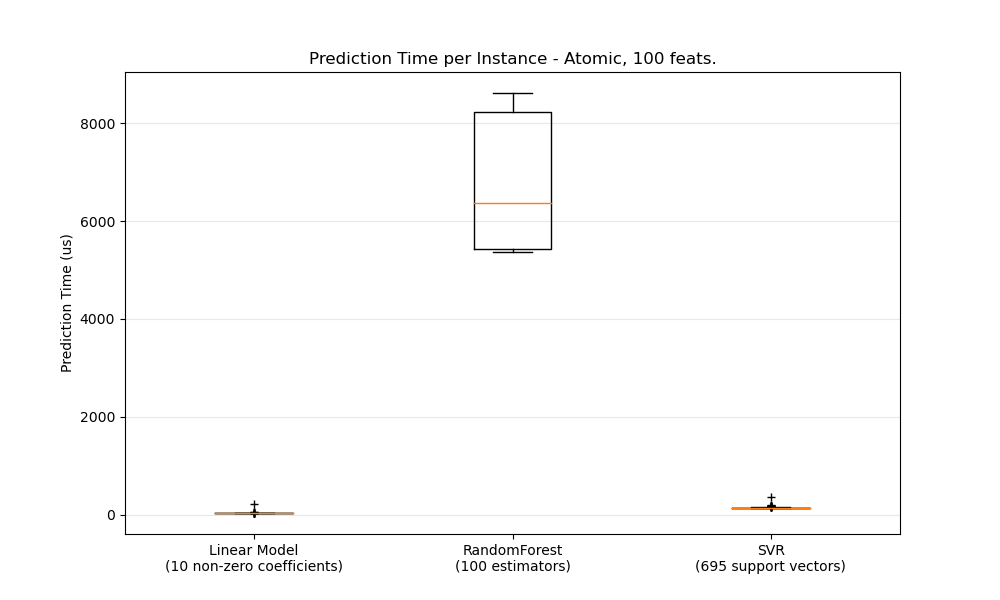 Prediction Time per Instance - Atomic, 100 feats.
Prediction Time (us)
8000
6000
4000
2000
0
Linear Model
(10 non-zero coefficients)
RandomForest
(100 estimators)
SVR
(695 support vectors)